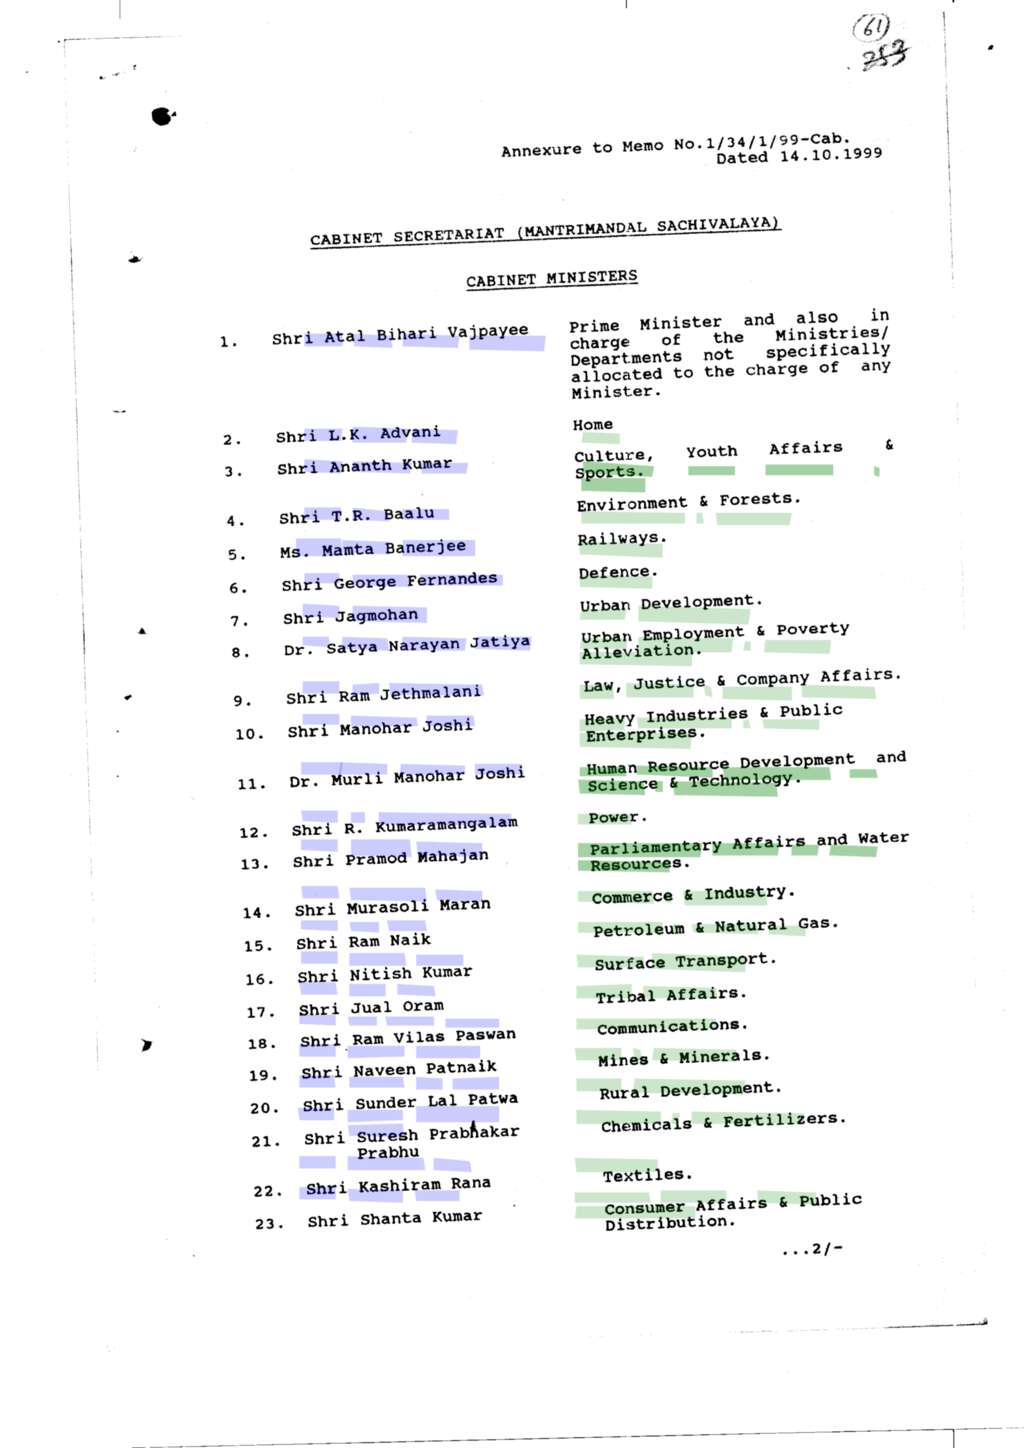 61
253
Annexure to Memo No.1/34/1/99-Cab.
Dated 14.10.1999
CABINET SECRETARIAT (MANTRIMANDAL SACHIVALAYA)
CABINET MINISTERS
1. Shri Atal Bihari Vajpayee Prime Minister and also in
charge of the Ministries/
Departments not specifically
allocated to the charge of any
Minister.
2. Shri L.K. Advani Home
3. Shri Ananth Kumar Culture, Youth Affairs &
Sports.
4. Shri T.R. Baalu Environment & Forests.
5. Ms. Mamta Banerjee Railways.
6. Shri George Fernandes Defence.
7. Shri Jagmohan Urban Development.
8. Dr. Satya Narayan Jatiya Urban Employment & Poverty
Alleviation.
9. Shri Ram Jethmalani Law, Justice & Company Affairs.
10. Shri Manohar Joshi Heavy Industries & Public
Enterprises.
11. Dr. Murli Manohar Joshi Human Resource Development and
Science & Technology.
12. Shri R. Kumaramangalam Power.
13. Shri Pramod Mahajan Parliamentary Affairs and Water
Resources.
14. Shri Murasoli Maran Commerce & Industry.
15. Shri Ram Naik Petroleum & Natural Gas.
16. Shri Nitish Kumar Surface Transport.
17. Shri Jual Oram Tribal Affairs.
18. Shri Ram Vilas Paswan Communications.
19. Shri Naveen Patnaik Mines & Minerals.
20. Shri Sunder Lal Patwa Rural Development.
21. Shri Suresh Prabhakar Chemicals & Fertilizers.
Prabhu
22. Shri Kashiram Rana Textiles.
23. Shri Shanta Kumar Consumer Affairs & Public
Distribution.
...2/-